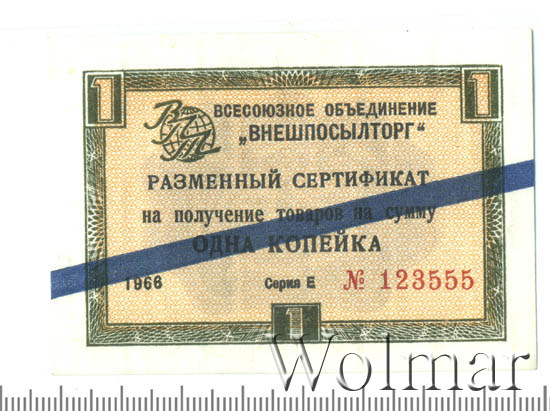 1 1
ВПТ
ВСЕСОЮЗНОЕ ОБЪЕДИНЕНИЕ
„ВНЕШПОСЫЛТОРГ“
РАЗМЕННЫЙ СЕРТИФИКАТ
на получение товаров на сумму
ОДНА КОПЕЙКА
1966 Серия Е № 123555
1
Wolmar